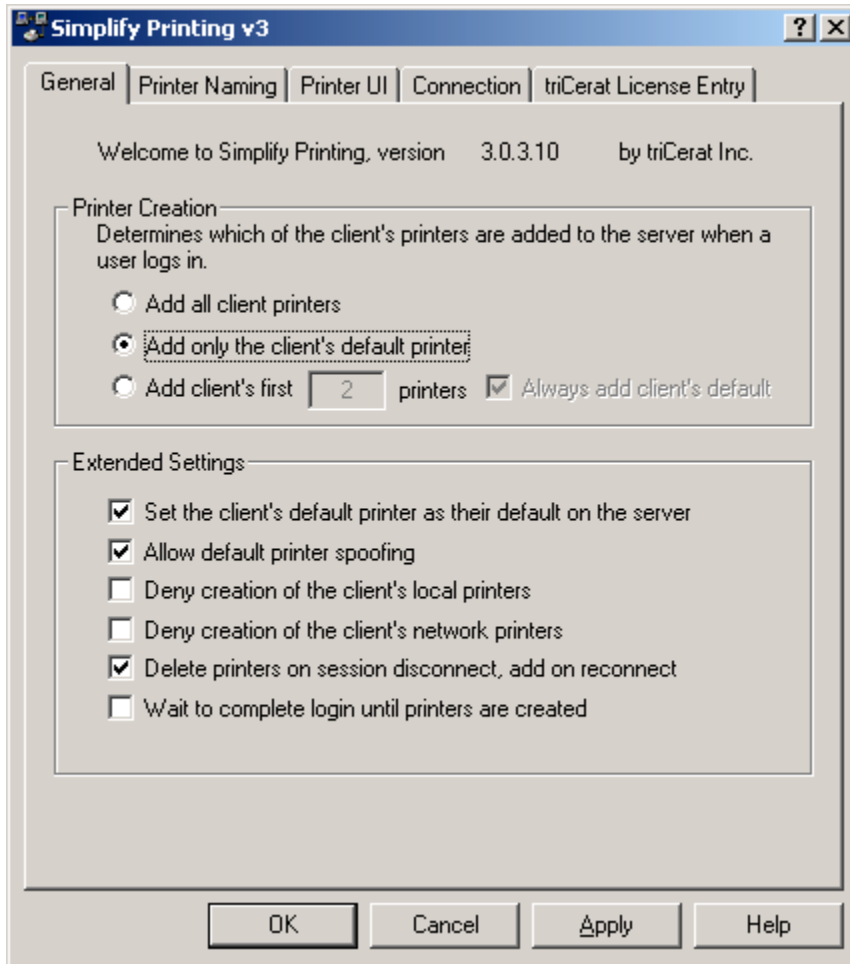 Simplify Printing v3
General Printer Naming Printer UI Connection triCerat License Entry
Welcome to Simplify Printing, version 3.0.3.10 by triCerat Inc.
Printer Creation
Determines which of the client's printers are added to the server when a
user logs in.
Add all client printers
Add only the client's default printer
Add client's first 2 printers Always add client's default
Extended Settings
Set the client's default printer as their default on the server
Allow default printer spoofing
Deny creation of the client's local printers
Deny creation of the client's network printers
Delete printers on session disconnect, add on reconnect
Wait to complete login until printers are created
OK Cancel Apply Help